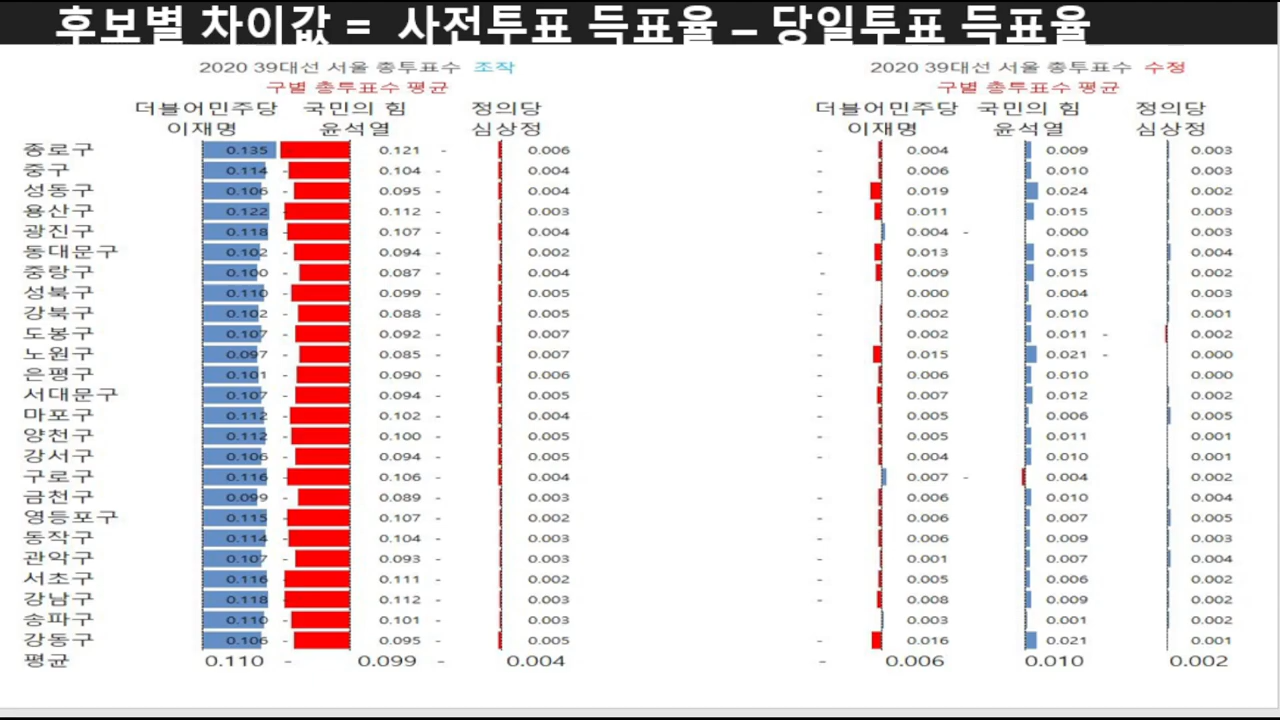 후보별 차이값 = 사전투표 득표율 – 당일투표 득표율
2020 39대선 서울 총투표수 조작 2020 39대선 서울 총투표수 수정
구별 총투표수 평균 구별 총투표수 평균
더불어민주당 국민의 힘 정의당 더불어민주당 국민의 힘 정의당
이재명 윤석열 심상정 이재명 윤석열 심상정
종로구 0.135 - 0.121 - 0.006 - 0.004 0.009 0.003
중구 0.114 - 0.104 - 0.004 - 0.006 0.010 0.003
성동구 0.106 - 0.095 - 0.004 - 0.019 0.024 0.002
용산구 0.122 - 0.112 - 0.003 - 0.011 0.015 0.003
광진구 0.118 - 0.107 - 0.004 0.004 - 0.000 0.003
동대문구 0.102 - 0.094 - 0.002 - 0.013 0.015 0.004
중랑구 0.100 - 0.087 - 0.004 - 0.009 0.015 0.002
성북구 0.110 - 0.099 - 0.005 - 0.000 0.004 0.003
강북구 0.102 - 0.088 - 0.005 - 0.002 0.010 0.001
도봉구 0.107 - 0.092 - 0.007 - 0.002 0.011 - 0.002
노원구 0.097 - 0.085 - 0.007 - 0.015 0.021 - 0.000
은평구 0.101 - 0.090 - 0.006 - 0.006 0.010 0.000
서대문구 0.107 - 0.094 - 0.005 - 0.007 0.012 0.002
마포구 0.112 - 0.102 - 0.004 - 0.005 0.006 0.005
양천구 0.112 - 0.100 - 0.005 - 0.005 0.011 0.001
강서구 0.106 - 0.094 - 0.005 - 0.004 0.010 0.001
구로구 0.116 - 0.106 - 0.004 0.007 - 0.004 0.002
금천구 0.099 - 0.089 - 0.003 - 0.006 0.010 0.004
영등포구 0.115 - 0.107 - 0.002 - 0.006 0.007 0.005
동작구 0.114 - 0.104 - 0.003 - 0.006 0.009 0.003
관악구 0.107 - 0.093 - 0.003 - 0.001 0.007 0.004
서초구 0.116 - 0.111 - 0.002 - 0.005 0.006 0.002
강남구 0.118 - 0.112 - 0.003 - 0.008 0.009 0.002
송파구 0.110 - 0.101 - 0.003 0.003 0.001 0.002
강동구 0.106 - 0.095 - 0.005 - 0.016 0.021 0.001
평균 0.110 - 0.099 - 0.004 - 0.006 0.010 0.002